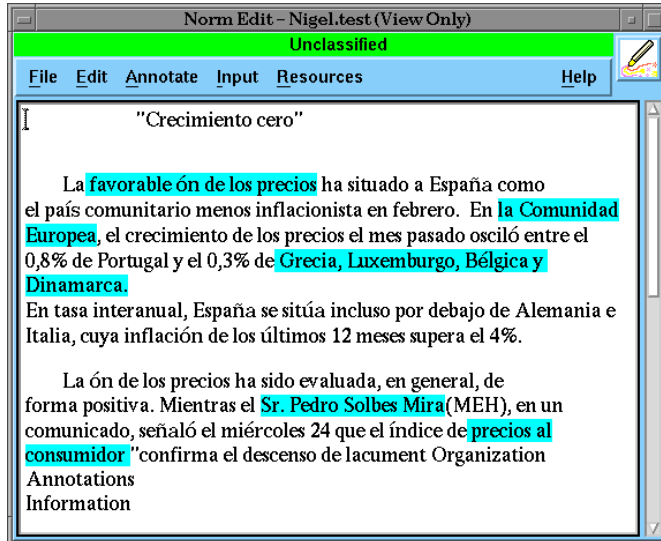 Norm Edit – Nigel.test (View Only)
Unclassified
File Edit Annotate Input Resources Help
"Crecimiento cero"
La favorable ón de los precios ha situado a España como
el país comunitario menos inflacionista en febrero. En la Comunidad
Europea, el crecimiento de los precios el mes pasado osciló entre el
0,8% de Portugal y el 0,3% de Grecia, Luxemburgo, Bélgica y
Dinamarca.
En tasa interanual, España se sitúa incluso por debajo de Alemania e
Italia, cuya inflación de los últimos 12 meses supera el 4%.
La ón de los precios ha sido evaluada, en general, de
forma positiva. Mientras el Sr. Pedro Solbes Mira(MEH), en un
comunicado, señaló el miércoles 24 que el índice de precios al
consumidor "confirma el descenso de lacument Organization
Annotations
Information